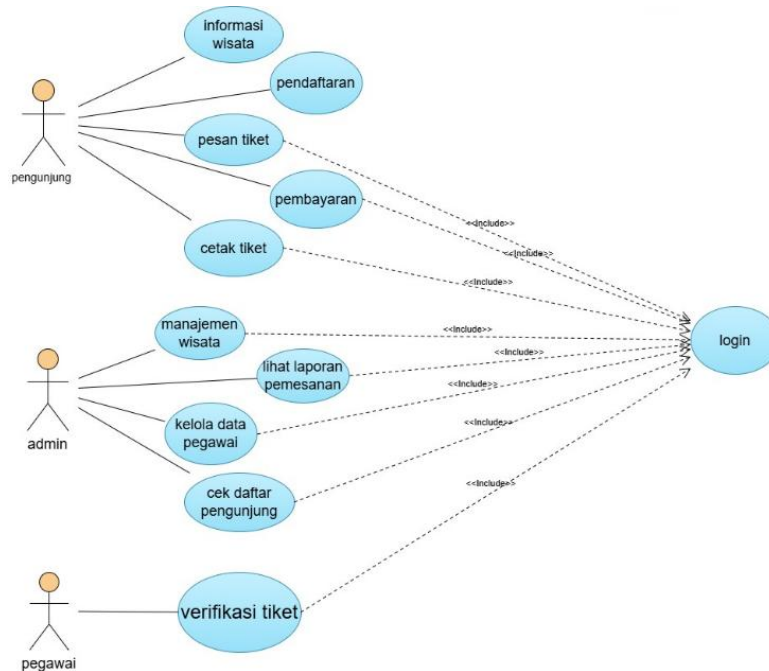 informasi
wisata
pendaftaran
pesan tiket
pengunjung
pembayaran
cetak tiket
<<Include>>
<<Include>>
<<Include>>
manajemen
wisata
<<Include>>
login
lihat laporan
pemesanan
<<Include>>
admin
kelola data
pegawai
<<Include>>
cek daftar
pengunjung
<<Include>>
<<Include>>
verifikasi tiket
pegawai